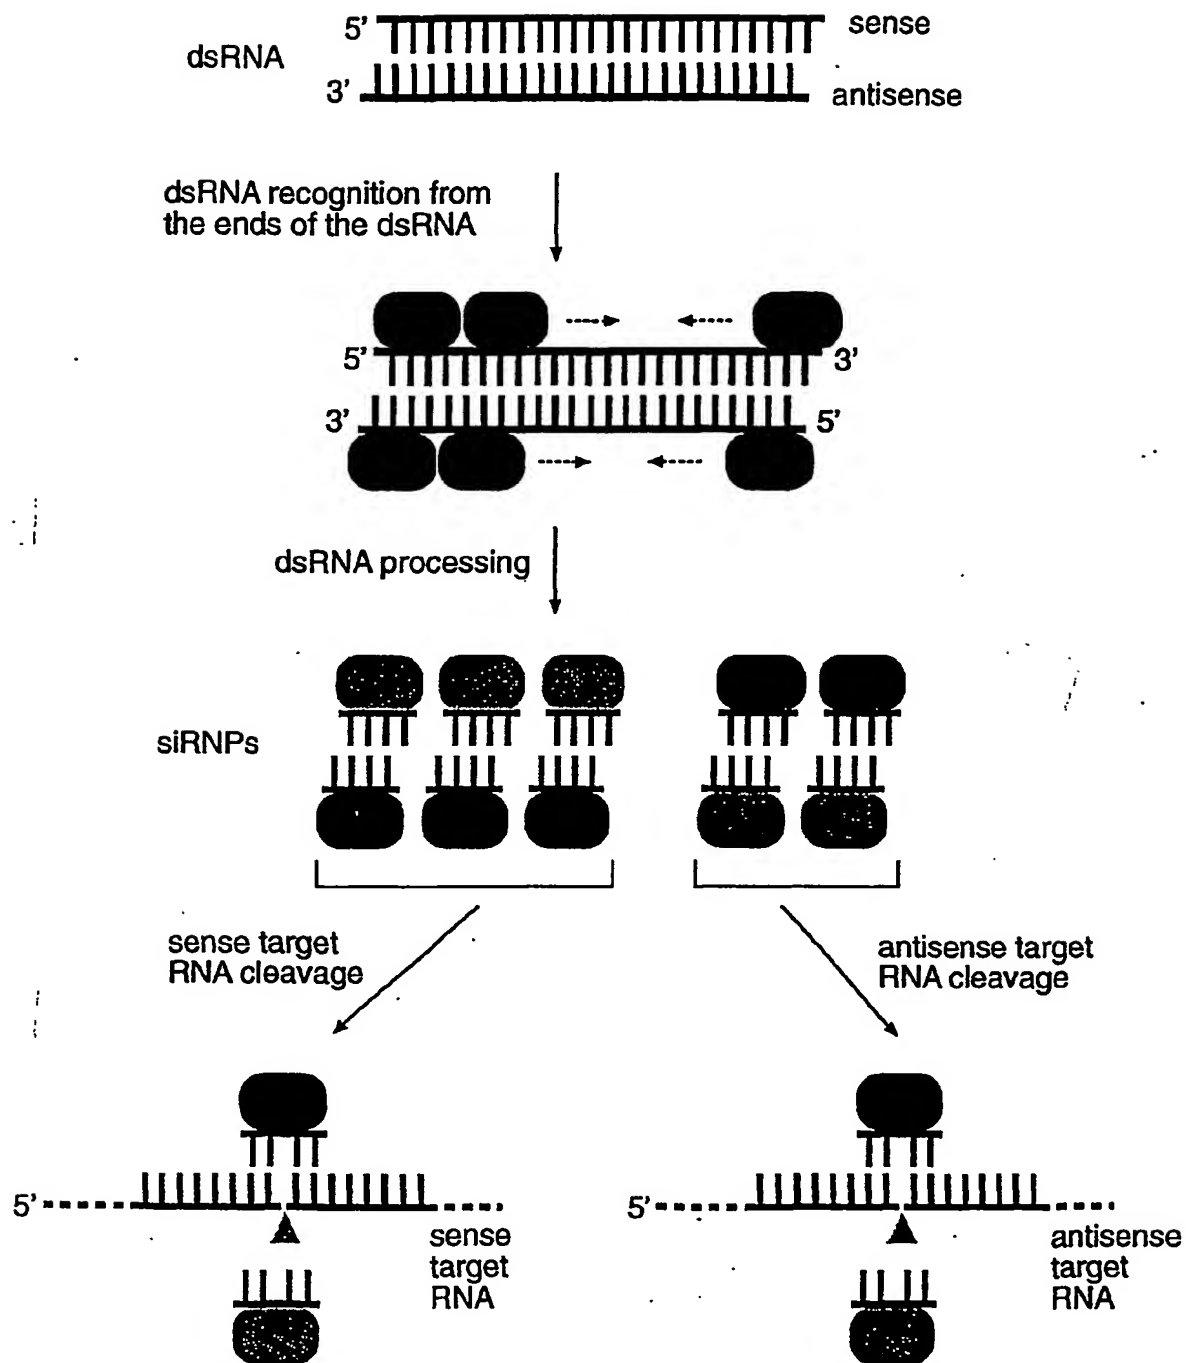 5' sense
dsRNA
3' antisense
dsRNA recognition from
the ends of the dsRNA
5' 3'
3' 5'
dsRNA processing
siRNPs
sense target
RNA cleavage
antisense target
RNA cleavage
5'
sense
target
RNA
5'
antisense
target
RNA